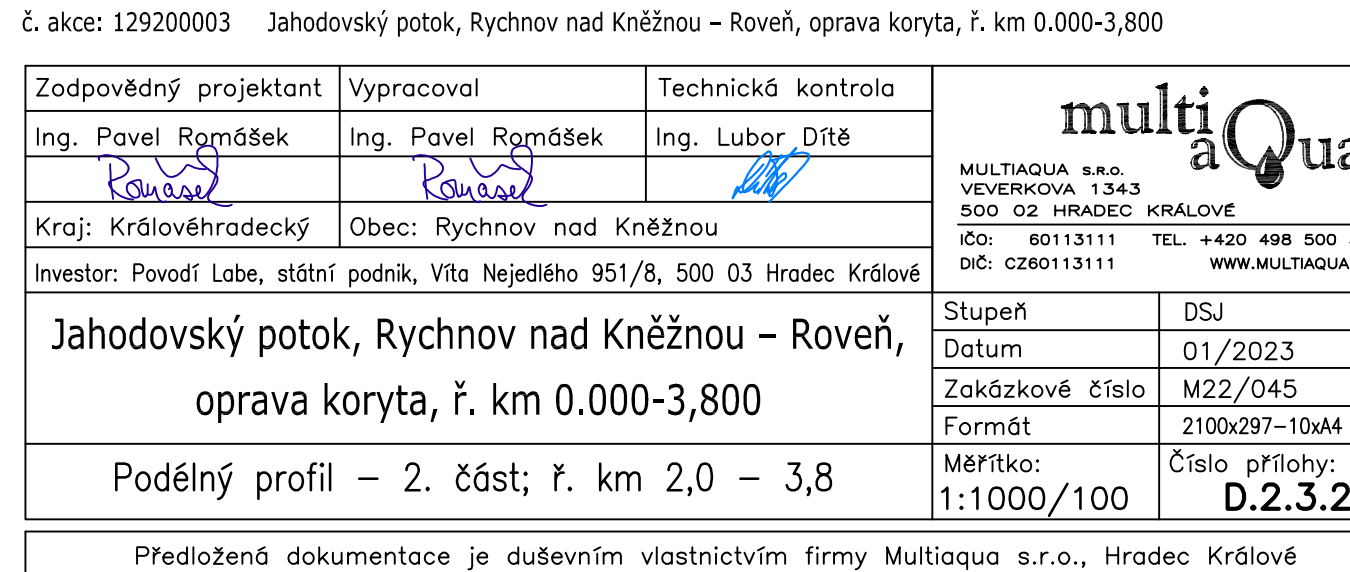 č. akce: 129200003 Jahodovský potok, Rychnov nad Kněžnou – Roveň, oprava koryta, ř. km 0.000-3,800
Zodpovědný projektant Vypracoval Technická kontrola
Ing. Pavel Romášek Ing. Pavel Romášek Ing. Lubor Dítě
Romášek Romášek
Kraj: Královéhradecký Obec: Rychnov nad Kněžnou
Investor: Povodí Labe, státní podnik, Víta Nejedlého 951/8, 500 03 Hradec Králové
multi
aQua
MULTIAQUA S.R.O.
VEVERKOVA 1343
500 02 HRADEC KRÁLOVÉ
IČO: 60113111 TEL. +420 498 500
DIČ: CZ60113111 WWW.MULTIAQUA
Jahodovský potok, Rychnov nad Kněžnou – Roveň,
oprava koryta, ř. km 0.000-3,800
Podélný profil – 2. část; ř. km 2,0 – 3,8
Stupeň DSJ
Datum 01/2023
Zakázkové číslo M22/045
Formát 2100x297-10xA4
Měřítko: Číslo přílohy:
1:1000/100 D.2.3.2
Předložená dokumentace je duševním vlastnictvím firmy Multiaqua s.r.o., Hradec Králové